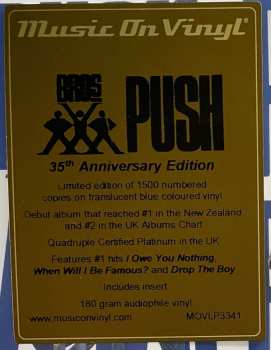 Music On Vinyl®
BROS PUSH
35th Anniversary Edition
Limited edition of 1500 numbered
copies on translucent blue coloured vinyl
Debut album that reached #1 in the New Zealand
and #2 in the UK Albums Chart
Quadruple Certified Platinum in the UK
Features #1 hits I Owe You Nothing,
When Will I Be Famous? and Drop The Boy
Includes insert
180 gram audiophile vinyl
www.musiconvinyl.com MOVLP3341